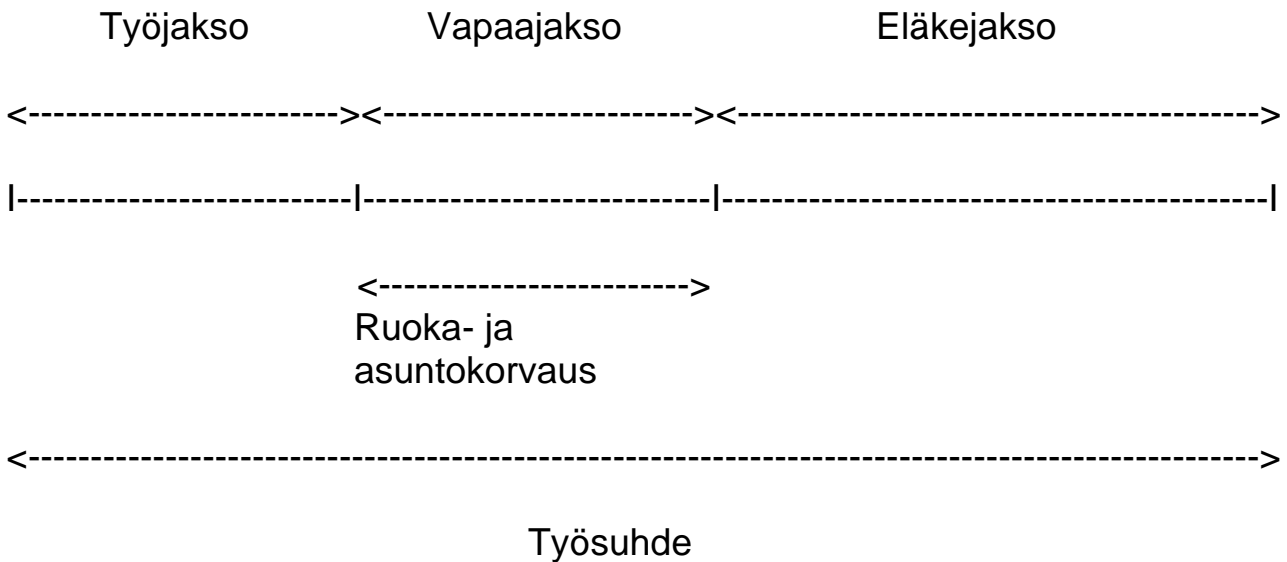 Työjakso Vapaajakso Eläkejakso
<-------------------------><-------------------------><------------------------------------------>
|---------------------------|----------------------------|--------------------------------------------|
<------------------------->
Ruoka- ja
asuntokorvaus
<--------------------------------------------------------------------------------------------------->
Työsuhde